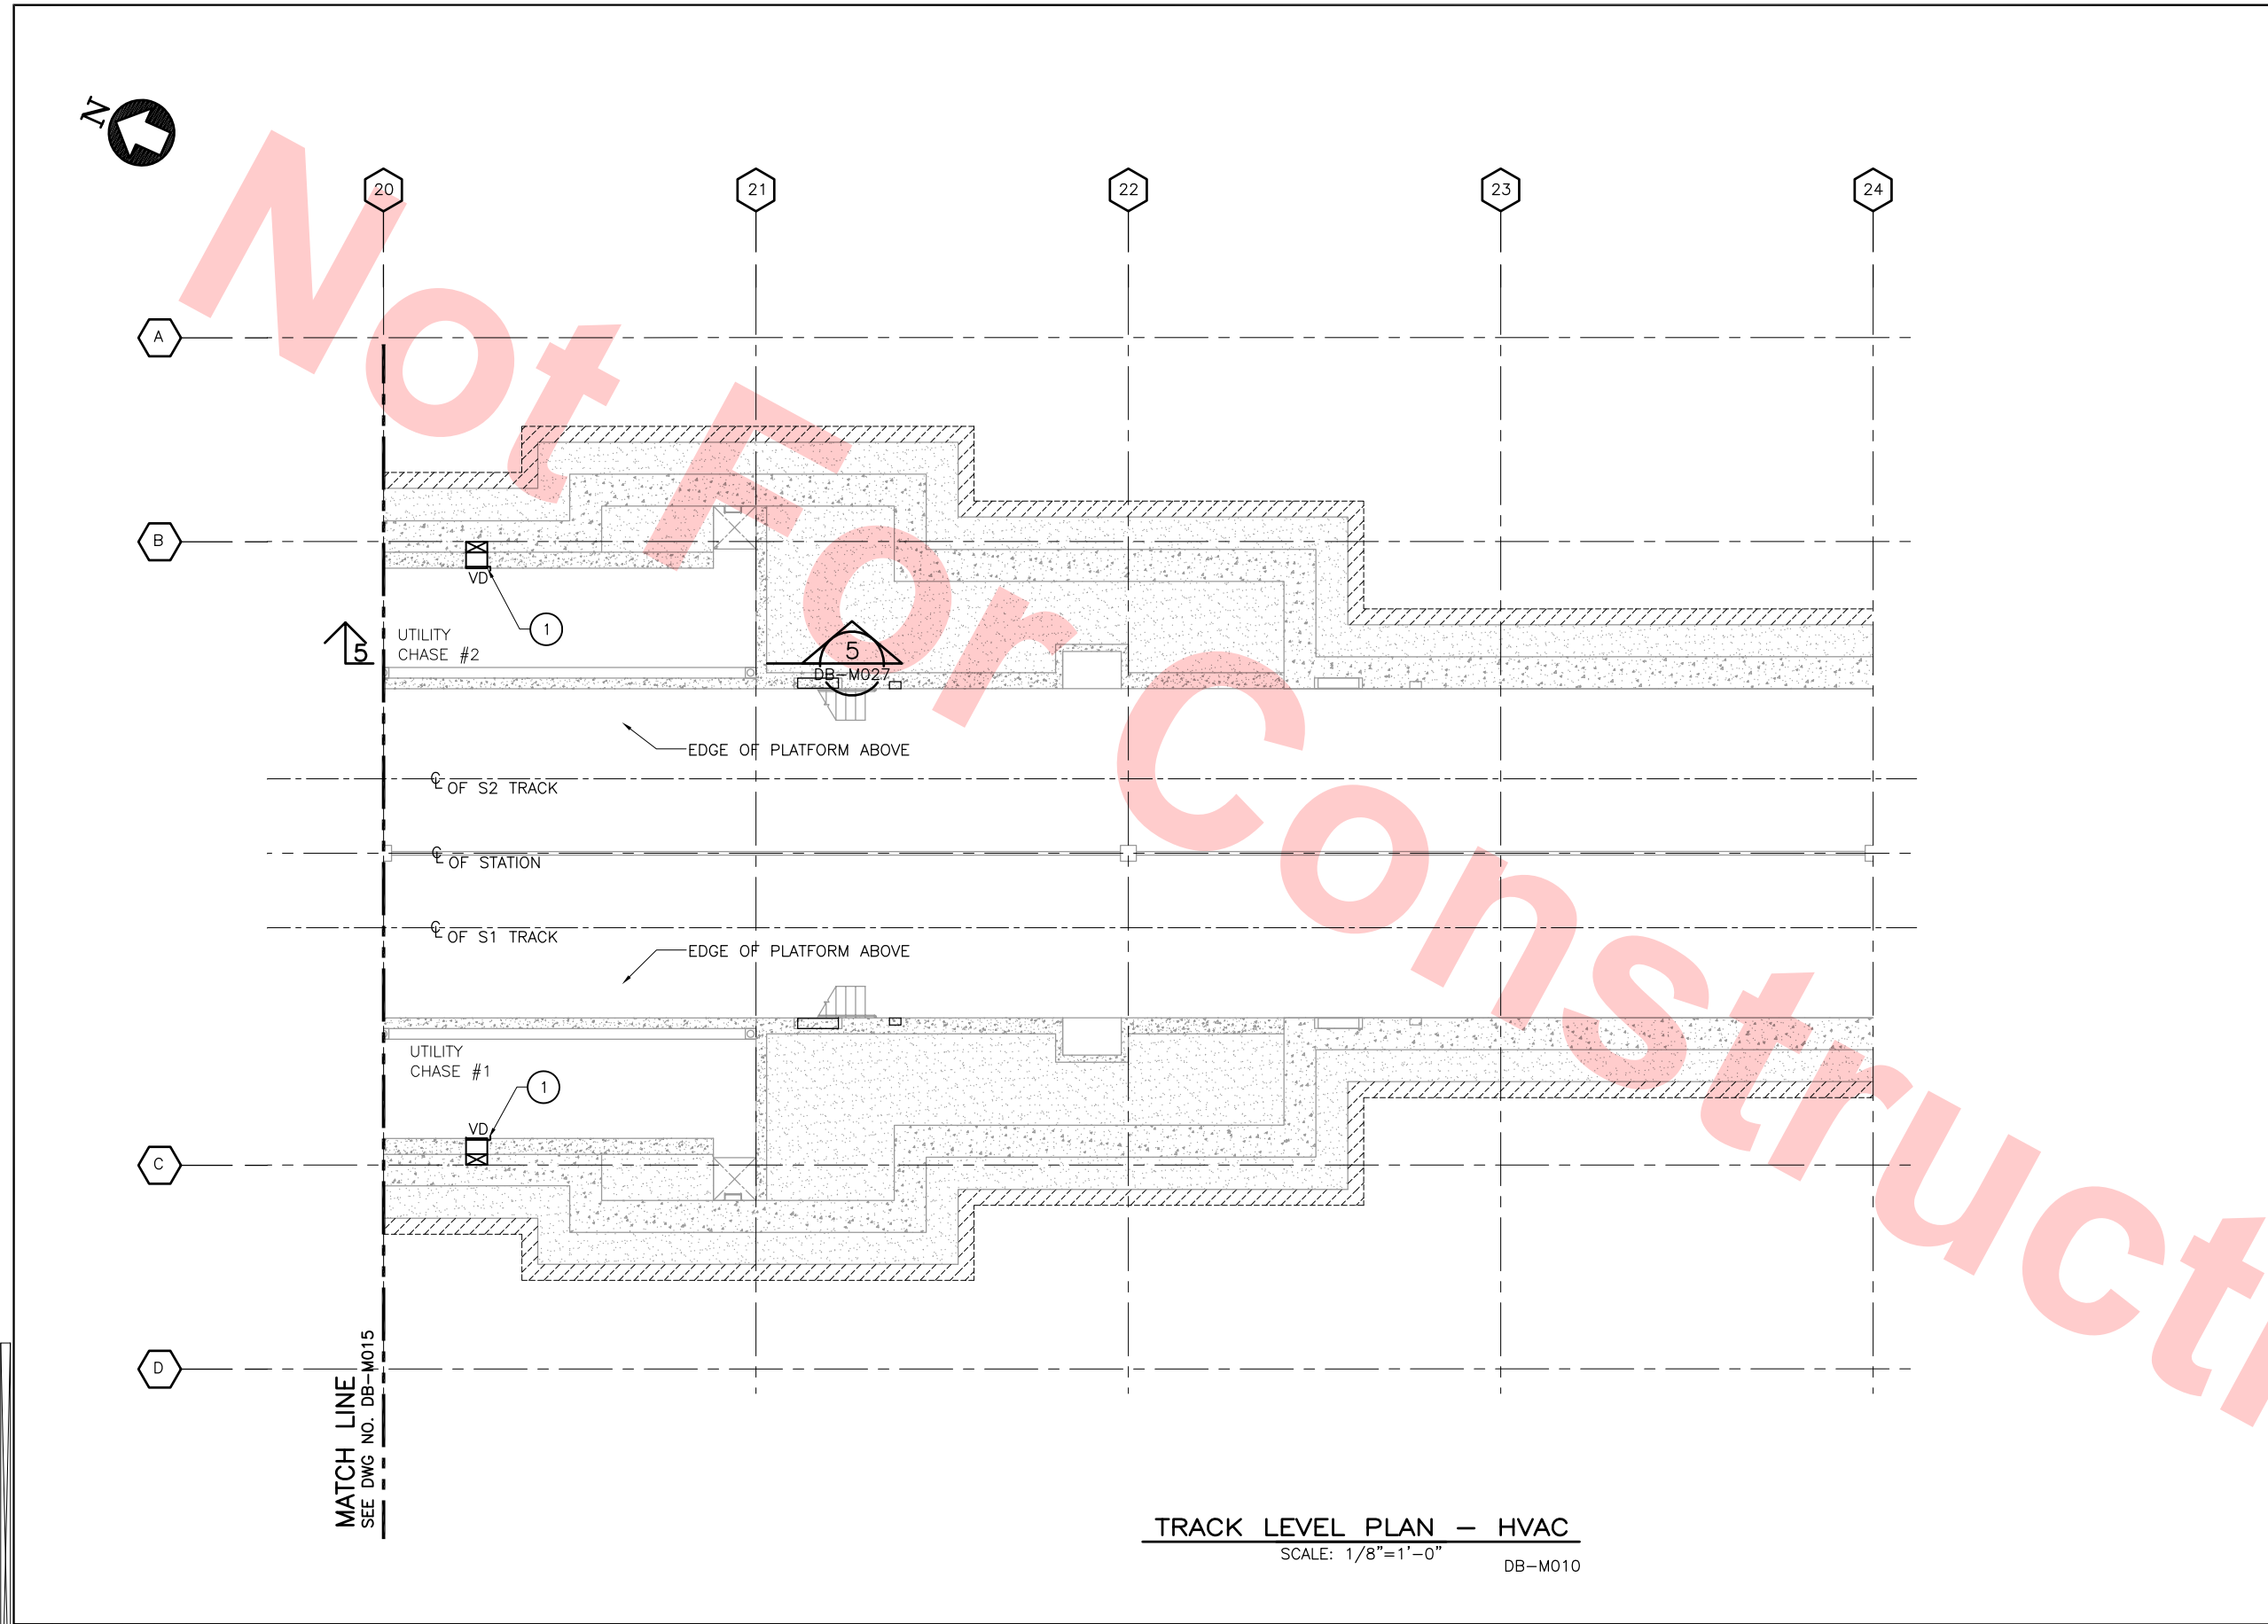 N
20
21
22
23
24
A
B
VD
1
UTILITY
CHASE #2
5
5
DB-M027
EDGE OF PLATFORM ABOVE
℄ OF S2 TRACK
℄ OF STATION
℄ OF S1 TRACK
EDGE OF PLATFORM ABOVE
UTILITY
CHASE #1
1
VD
C
D
MATCH LINE
SEE DWG NO. DB-M015
TRACK LEVEL PLAN - HVAC
SCALE: 1/8"=1'-0"
DB-M010
Not For Constructi